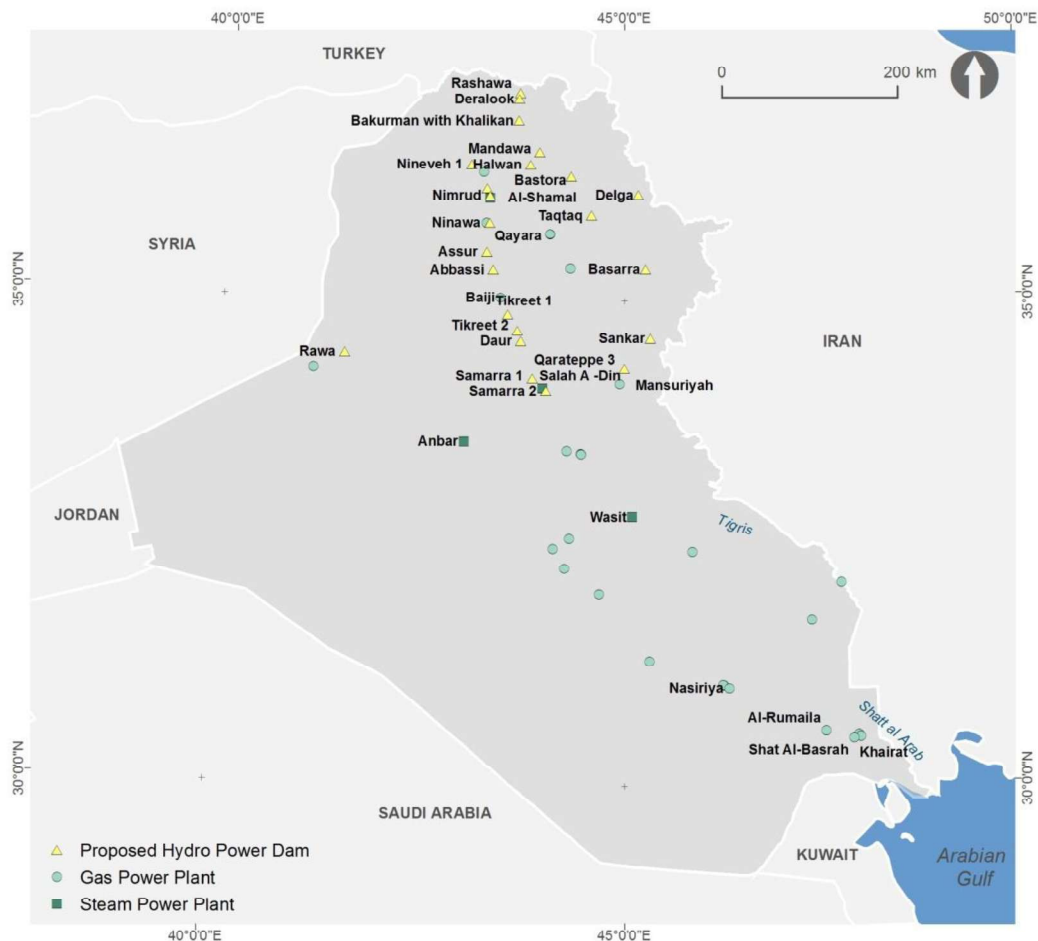 40°0'0"E
45°0'0"E
50°0'0"E
TURKEY
0
200 km
Rashawa
Deralook
Bakurman with Khalikan
Mandawa
Nineveh 1
Halwan
Bastora
Nimrud
Al-Shamal
Delga
Taqtaq
Ninawa
Qayara
SYRIA
Assur
Abbassi
Basarra
35°0'0"N
35°0'0"N
Baiji
Tikreet 1
Tikreet 2
Daur
Sankar
IRAN
Rawa
Qarateppe 3
Samarra 1
Salah A -Din
Mansuriyah
Samarra 2
Anbar
JORDAN
Wasit
Tigris
Nasiriya
Al-Rumaila
Shatt al Arab
Shat Al-Basrah
Khairat
30°0'0"N
30°0'0"N
SAUDI ARABIA
KUWAIT
Arabian
Gulf
Proposed Hydro Power Dam
Gas Power Plant
Steam Power Plant
40°0'0"E
45°0'0"E